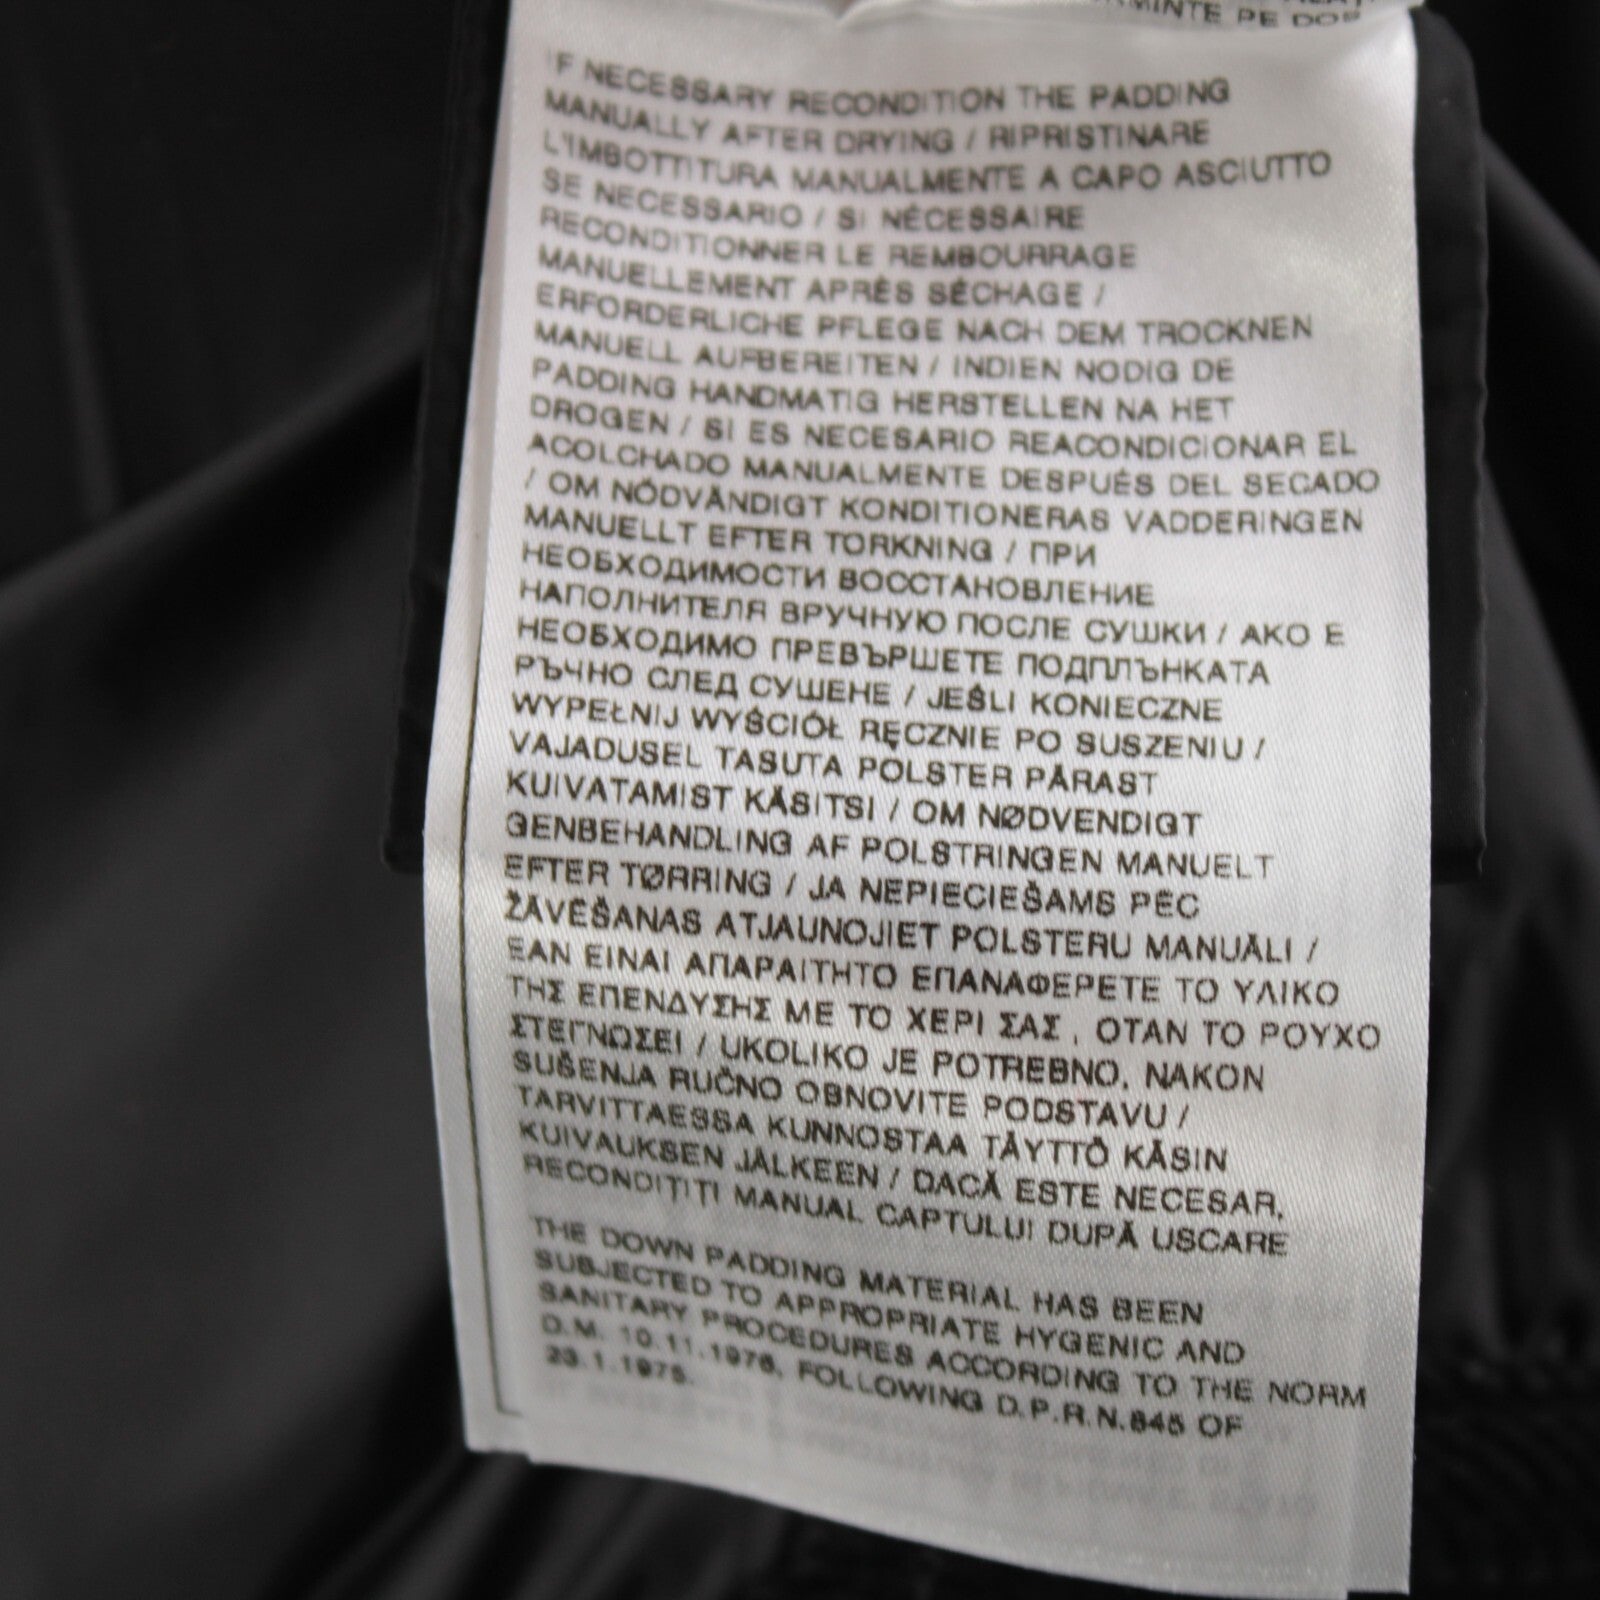 PE DOS
IF NECESSARY RECONDITION THE PADDING
MANUALLY AFTER DRYING / RIPRISTINARE
L'IMBOTTITURA MANUALMENTE A CAPO ASCIUTTO
SE NECESSARIO / SI NÉCESSAIRE
RECONDITIONNER LE REMBOURRAGE
MANUELLEMENT APRÈS SÉCHAGE /
ERFORDERLICHE PFLEGE NACH DEM TROCKNEN
MANUELL AUFBEREITEN / INDIEN NODIG DE
PADDING HANDMATIG HERSTELLEN NA HET
DROGEN / SI ES NECESARIO REACONDICIONAR EL
ACOLCHADO MANUALMENTE DESPUÉS DEL SECADO
/ OM NÖDVÄNDIGT KONDITIONERAS VADDERINGEN
MANUELLT EFTER TORKNING / ПРИ
НЕОБХОДИМОСТИ ВОССТАНОВЛЕНИЕ
НАПОЛНИТЕЛЯ ВРУЧНУЮ ПОСЛЕ СУШКИ / АКО Е
НЕОБХОДИМО ПРЕВЪРШЕТЕ ПОДПЛЪНКАТА
РЪЧНО СЛЕД СУШЕНЕ / JEŚLI KONIECZNE
WYPEŁNIJ WYŚCIÓŁ RĘCZNIE PO SUSZENIU /
VAJADUSEL TASUTA POLSTER PÄRAST
KUIVATAMIST KÄSITSI / OM NØDVENDIGT
GENBEHANDLING AF POLSTRINGEN MANUELT
EFTER TØRRING / JA NEPIECIEŠAMS PĒC
ŽĀVĒŠANAS ATJAUNOJIET POLSTERU MANUĀLI /
ΕΑΝ ΕΙΝΑΙ ΑΠΑΡΑΙΤΗΤΟ ΕΠΑΝΑΦΕΡΕΤΕ ΤΟ ΥΛΙΚΟ
ΤΗΣ ΕΠΕΝΔΥΣΗΣ ΜΕ ΤΟ ΧΕΡΙ ΣΑΣ , ΟΤΑΝ ΤΟ ΡΟΥΧΟ
ΣΤΕΓΝΩΣΕΙ / UKOLIKO JE POTREBNO, NAKON
SUŠENJA RUČNO OBNOVITE PODSTAVU /
TARVITTAESSA KUNNOSTAA TÄYTTÖ KÄSIN
KUIVAUKSEN JÄLKEEN / DACĂ ESTE NECESAR,
RECONDIȚIȚI MANUAL CAPTULUI DUPĂ USCARE
THE DOWN PADDING MATERIAL HAS BEEN
SUBJECTED TO APPROPRIATE HYGENIC AND
SANITARY PROCEDURES ACCORDING TO THE NORM
D.M. 10.11.1976, FOLLOWING D.P.R.N.845 OF
23.1.1975.